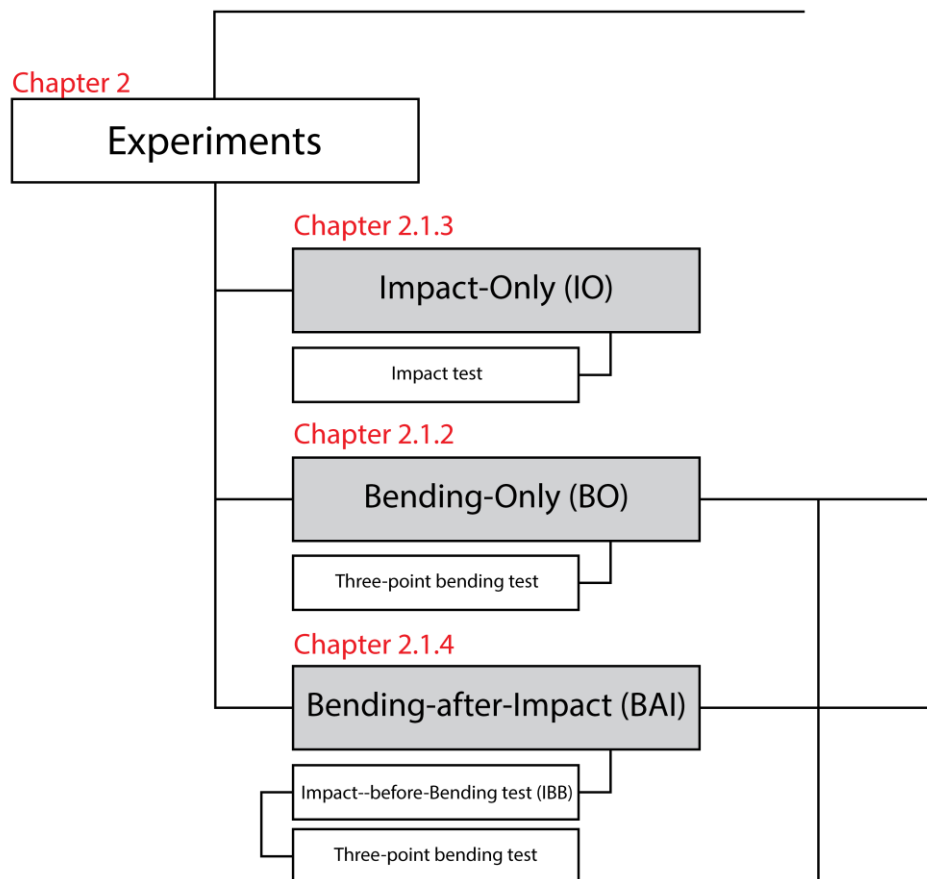 Chapter 2
Experiments
Chapter 2.1.3
Impact-Only (IO)
Impact test
Chapter 2.1.2
Bending-Only (BO)
Three-point bending test
Chapter 2.1.4
Bending-after-Impact (BAI)
Impact--before-Bending test (IBB)
Three-point bending test